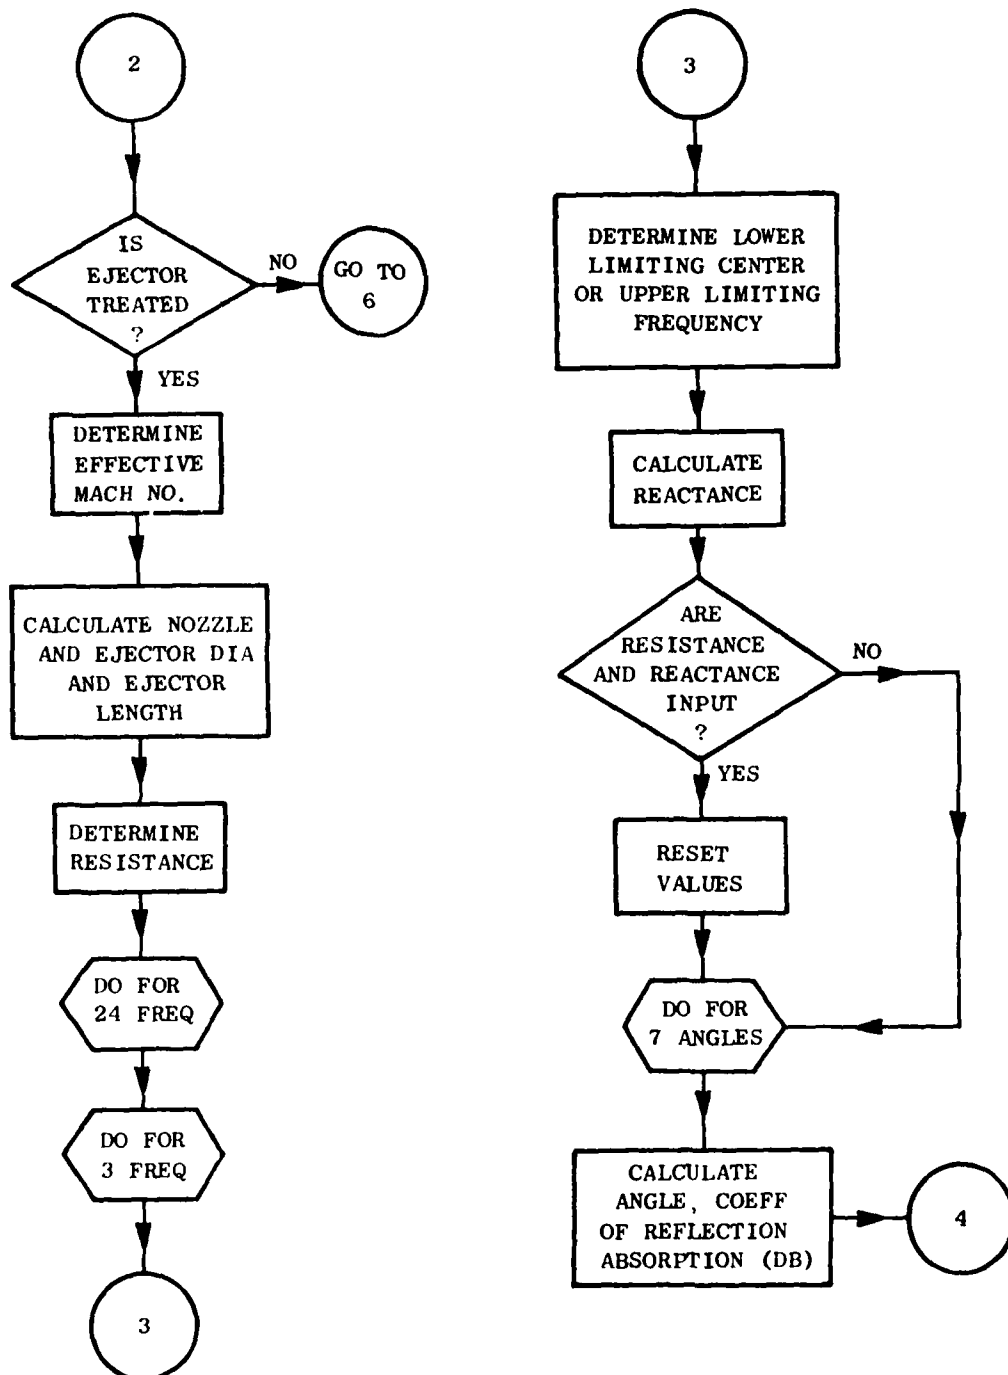 2
IS
EJECTOR
TREATED
?
NO
GO TO
6
YES
DETERMINE
EFFECTIVE
MACH NO.
CALCULATE NOZZLE
AND EJECTOR DIA
AND EJECTOR
LENGTH
DETERMINE
RESISTANCE
DO FOR
24 FREQ
DO FOR
3 FREQ
3
3
DETERMINE LOWER
LIMITING CENTER
OR UPPER LIMITING
FREQUENCY
CALCULATE
REACTANCE
ARE
RESISTANCE
AND REACTANCE
INPUT
?
NO
YES
RESET
VALUES
DO FOR
7 ANGLES
CALCULATE
ANGLE, COEFF
OF REFLECTION
ABSORPTION (DB)
4